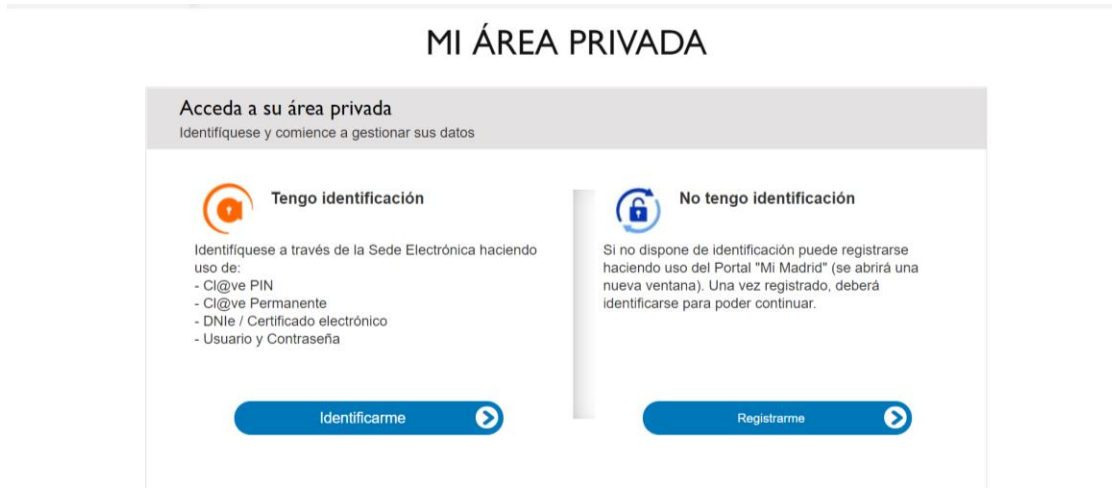 MI ÁREA PRIVADA
Acceda a su área privada
Identifíquese y comience a gestionar sus datos
Tengo identificación
Identifíquese a través de la Sede Electrónica haciendo
uso de:
- Cl@ve PIN
- Cl@ve Permanente
- DNIe / Certificado electrónico
- Usuario y Contraseña
Identificarme
No tengo identificación
Si no dispone de identificación puede registrarse
haciendo uso del Portal "Mi Madrid" (se abrirá una
nueva ventana). Una vez registrado, deberá
identificarse para poder continuar.
Registrarme